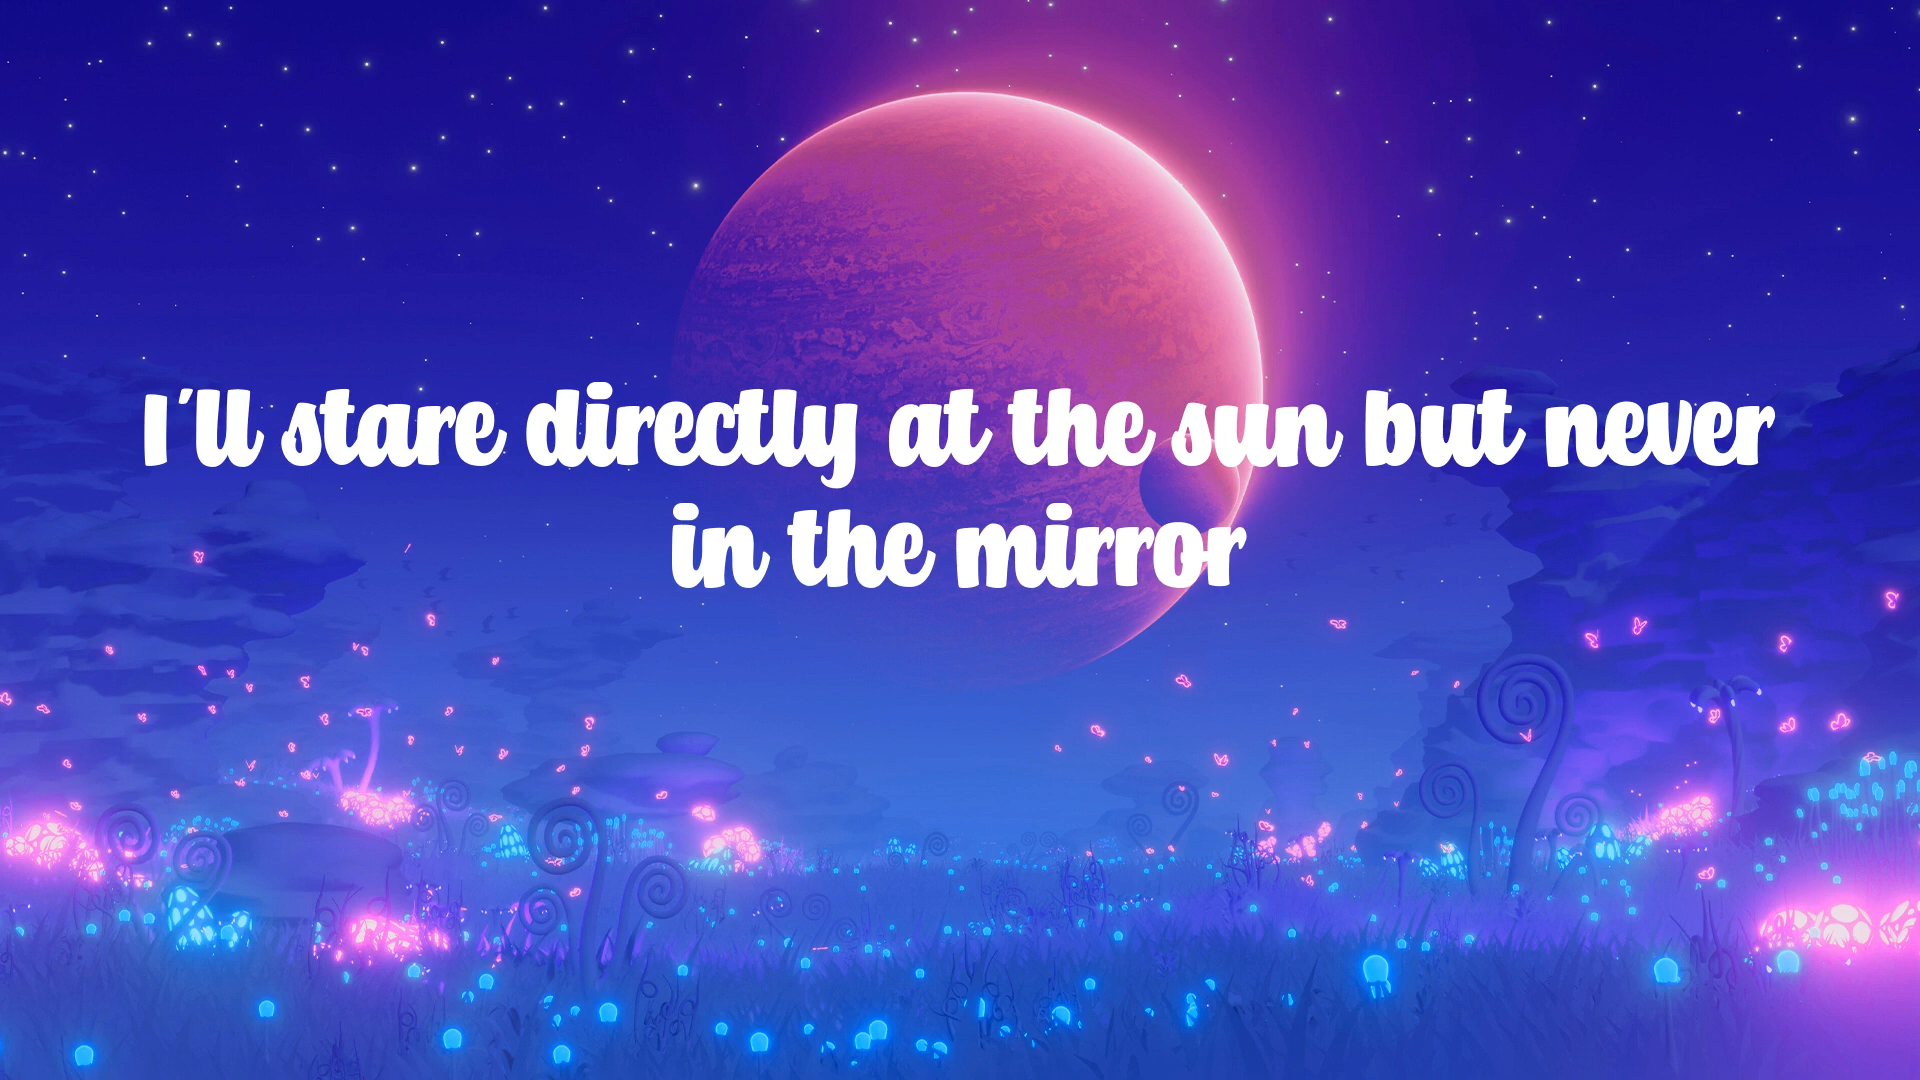 I'll stare directly at the sun but never
in the mirror